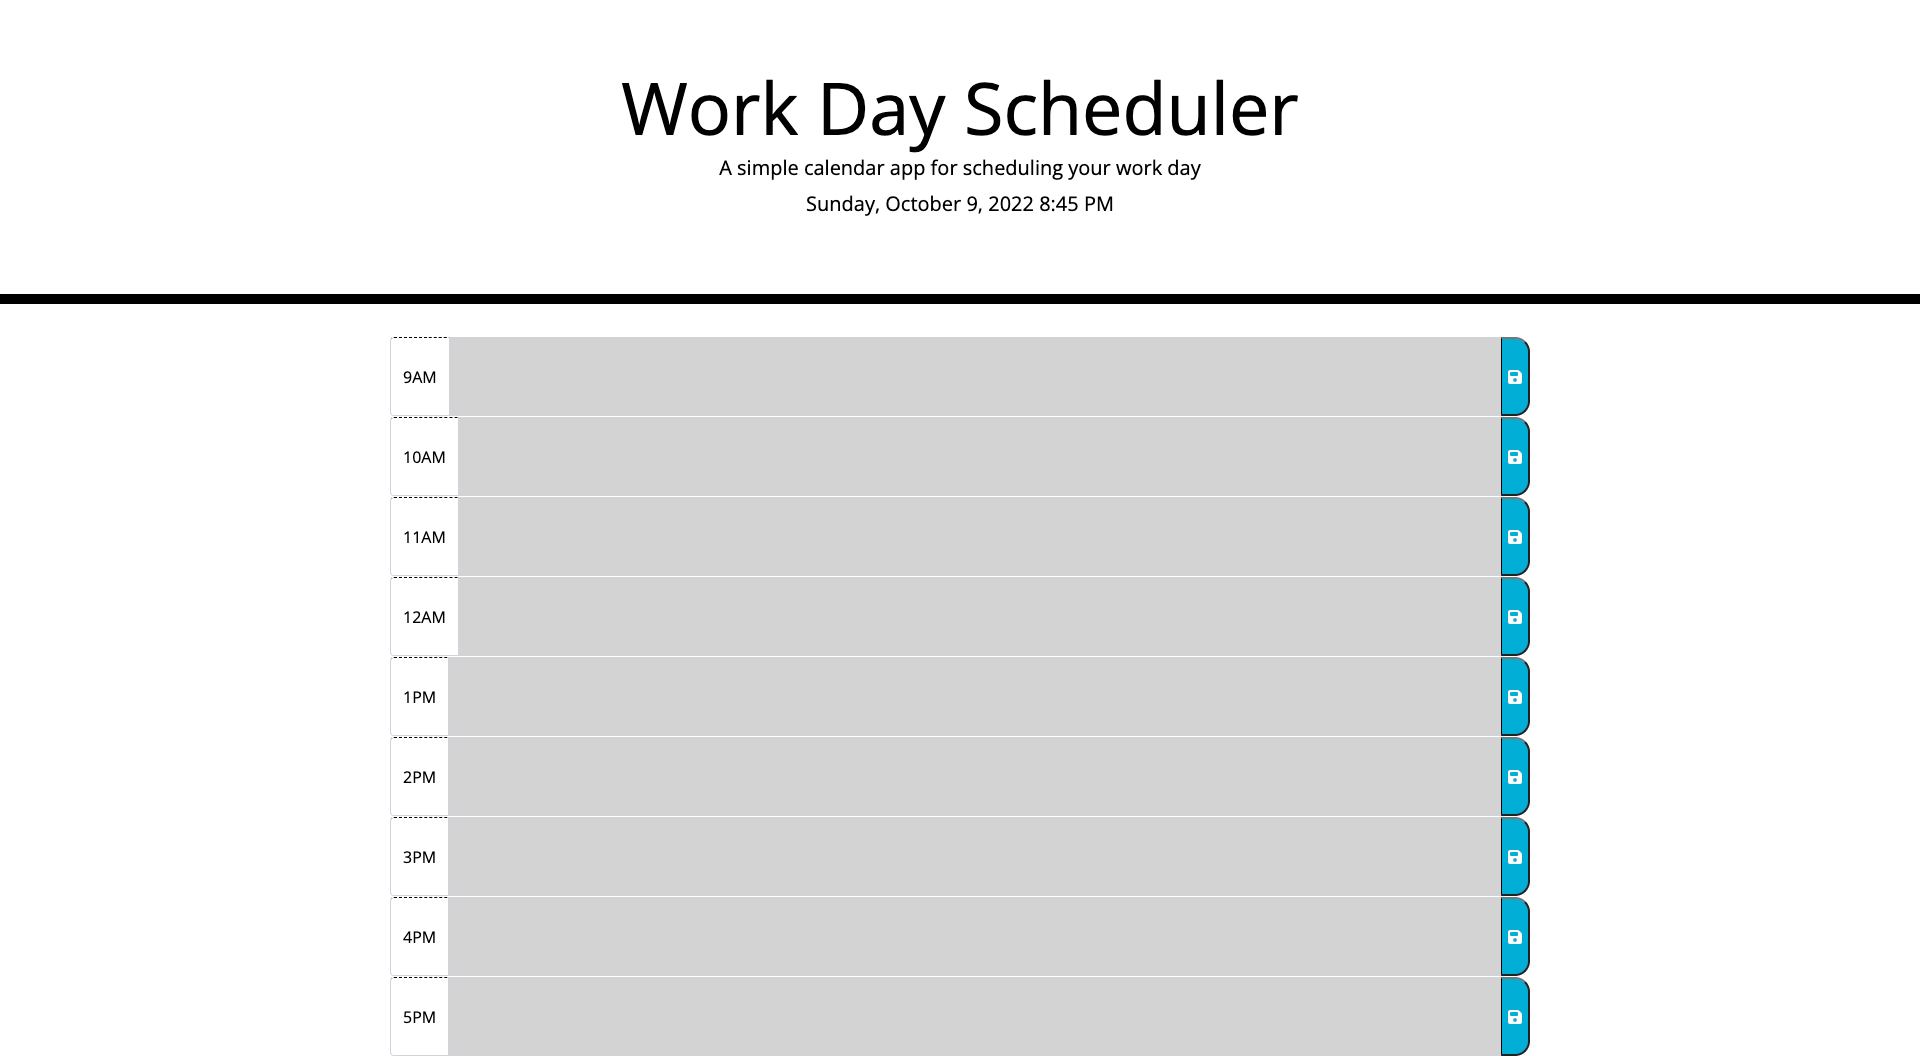 Work Day Scheduler
A simple calendar app for scheduling your work day
Sunday, October 9, 2022 8:45 PM
9AM
10AM
11AM
12AM
1PM
2PM
3PM
4PM
5PM